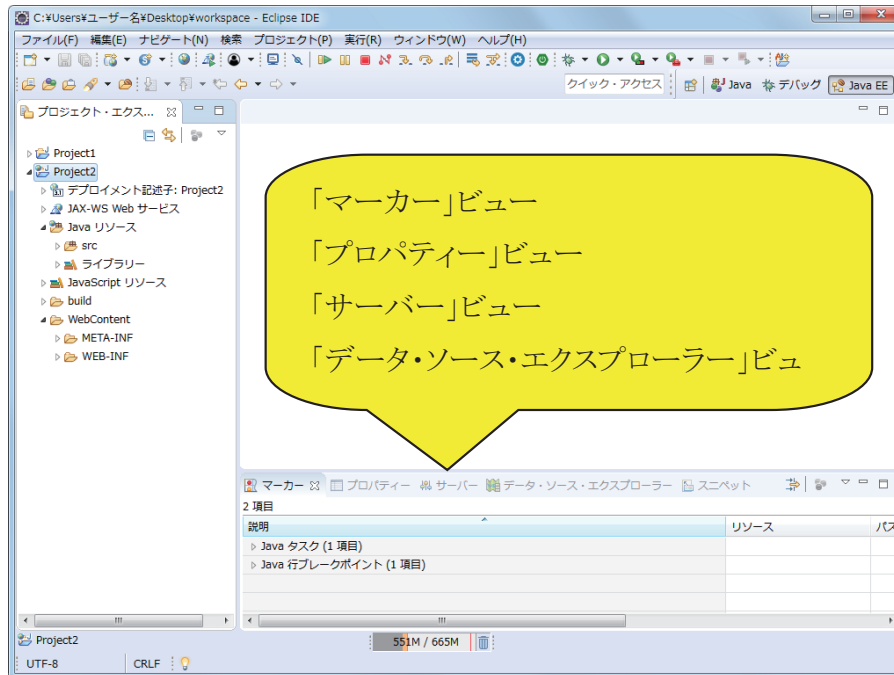 C:¥Users¥ユーザー名¥Desktop¥workspace - Eclipse IDE
ファイル(F) 編集(E) ナビゲート(N) 検索 プロジェクト(P) 実行(R) ウィンドウ(W) ヘルプ(H)
クイック・アクセス Java デバッグ Java EE
プロジェクト・エクス...
Project1
Project2
デプロイメント記述子: Project2
JAX-WS Web サービス
Java リソース
src
ライブラリー
JavaScript リソース
build
WebContent
META-INF
WEB-INF
「マーカー」ビュー
「プロパティー」ビュー
「サーバー」ビュー
「データ・ソース・エクスプローラー」ビュ
マーカー プロパティー サーバー データ・ソース・エクスプローラー スニペット
2 項目
説明 リソース パス
Java タスク (1 項目)
Java 行ブレークポイント (1 項目)
Project2
551M / 665M
UTF-8 CRLF